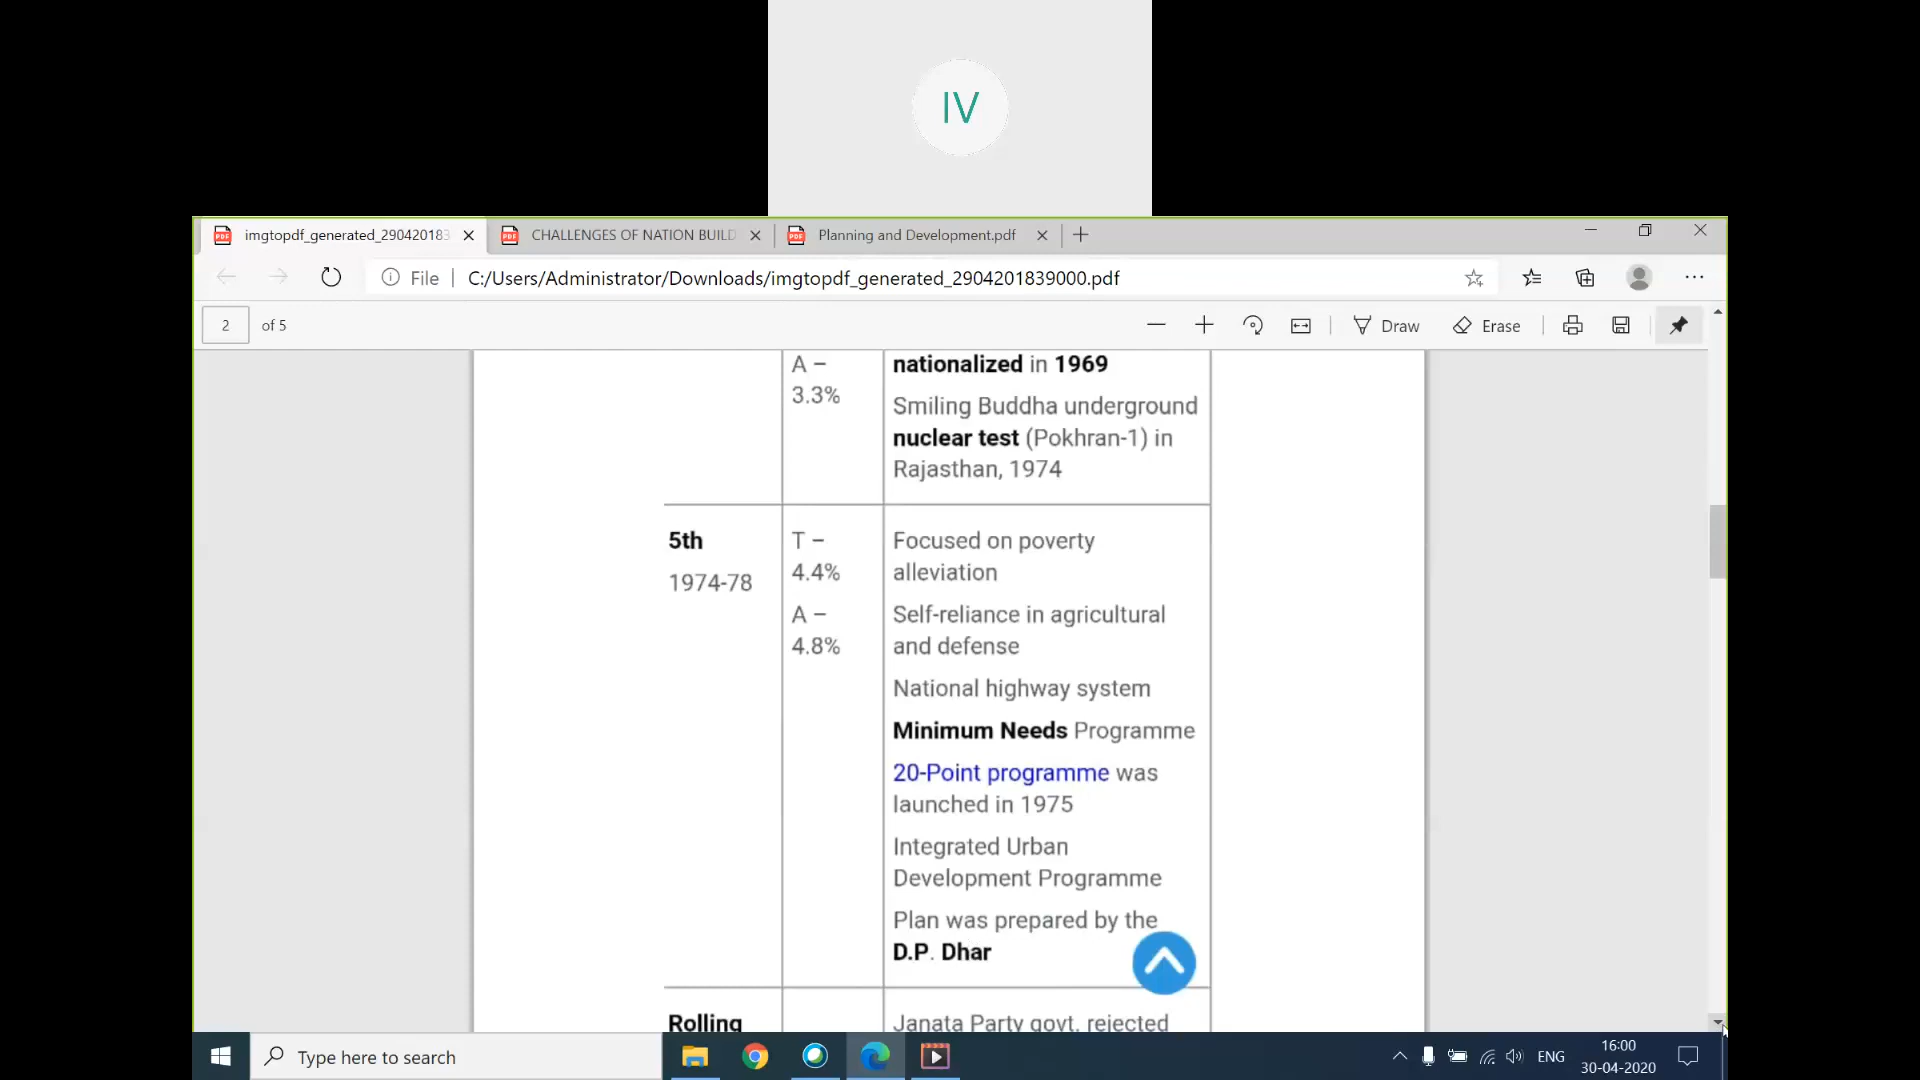 IV
imgtopdf_generated_290420183
CHALLENGES OF NATION BUILD
Planning and Development.pdf
File
C:/Users/Administrator/Downloads/imgtopdf_generated_2904201839000.pdf
2 of 5
Draw
Erase
A –
3.3%
nationalized in 1969
Smiling Buddha underground
nuclear test (Pokhran-1) in
Rajasthan, 1974
5th
1974-78
T –
4.4%
A –
4.8%
Focused on poverty
alleviation
Self-reliance in agricultural
and defense
National highway system
Minimum Needs Programme
20-Point programme was
launched in 1975
Integrated Urban
Development Programme
Plan was prepared by the
D.P. Dhar
Rolling
Janata Party govt. rejected
Type here to search
ENG
16:00
30-04-2020